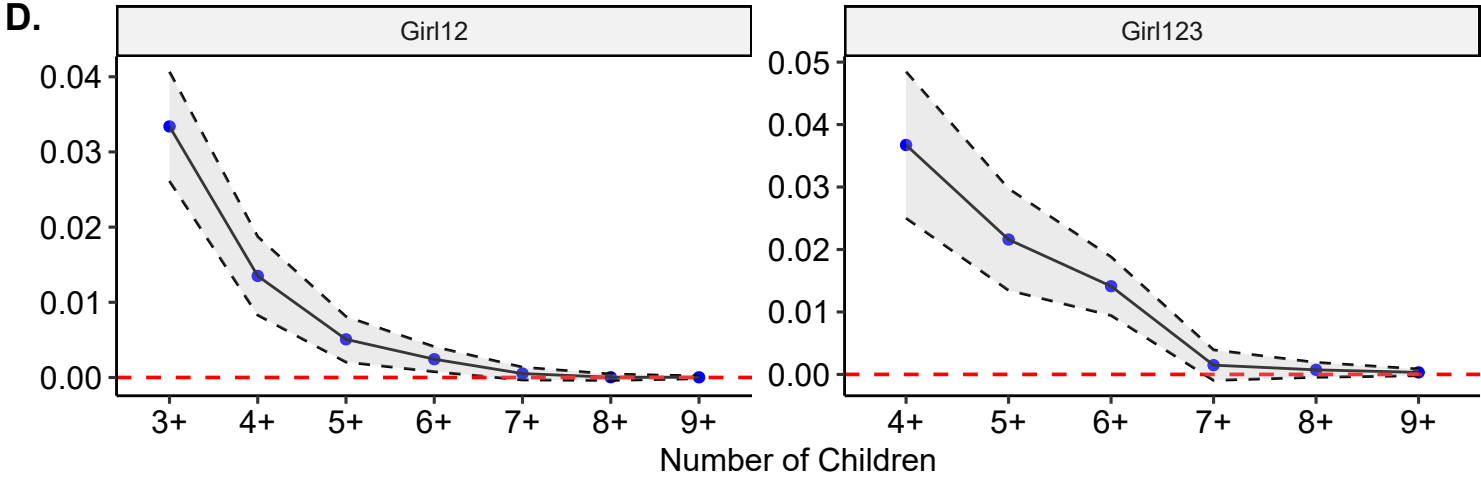 D.
Girl12
Girl123
0.04
0.03
0.02
0.01
0.00
0.05
0.04
0.03
0.02
0.01
0.00
3+ 4+ 5+ 6+ 7+ 8+ 9+
4+ 5+ 6+ 7+ 8+ 9+
Number of Children